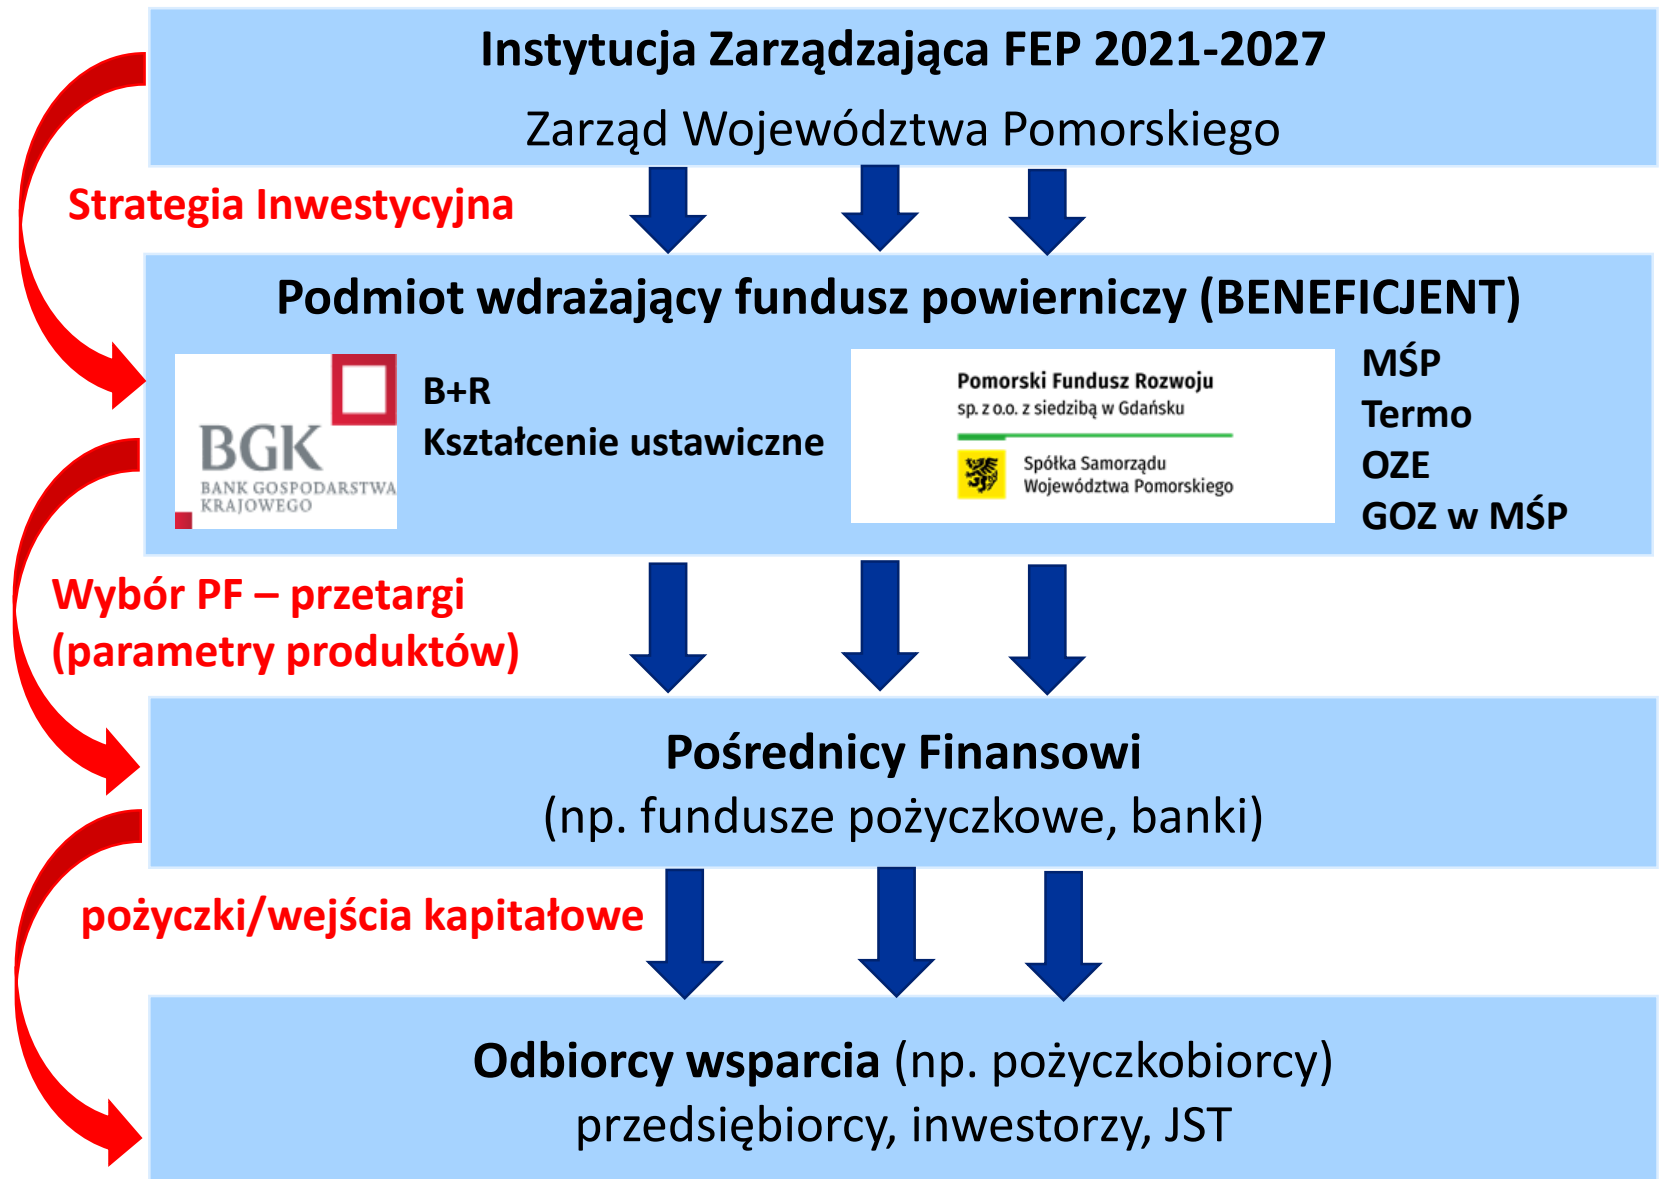 Instytucja Zarządzająca FEP 2021-2027
Zarząd Województwa Pomorskiego
Strategia Inwestycyjna
Podmiot wdrażający fundusz powierniczy (BENEFICJENT)
BGK
BANK GOSPODARSTWA
KRAJOWEGO
B+R
Kształcenie ustawiczne
Pomorski Fundusz Rozwoju
sp. z o.o. z siedzibą w Gdańsku
Spółka Samorządu
Województwa Pomorskiego
MŚP
Termo
OZE
GOZ w MŚP
Wybór PF – przetargi
(parametry produktów)
Pośrednicy Finansowi
(np. fundusze pożyczkowe, banki)
pożyczki/wejścia kapitałowe
Odbiorcy wsparcia (np. pożyczkobiorcy)
przedsiębiorcy, inwestorzy, JST